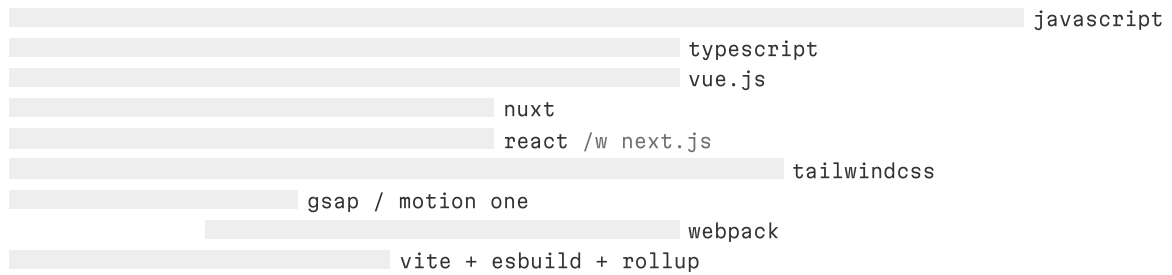 javascript
typescript
vue.js
nuxt
react /w next.js
tailwindcss
gsap / motion one
webpack
vite + esbuild + rollup